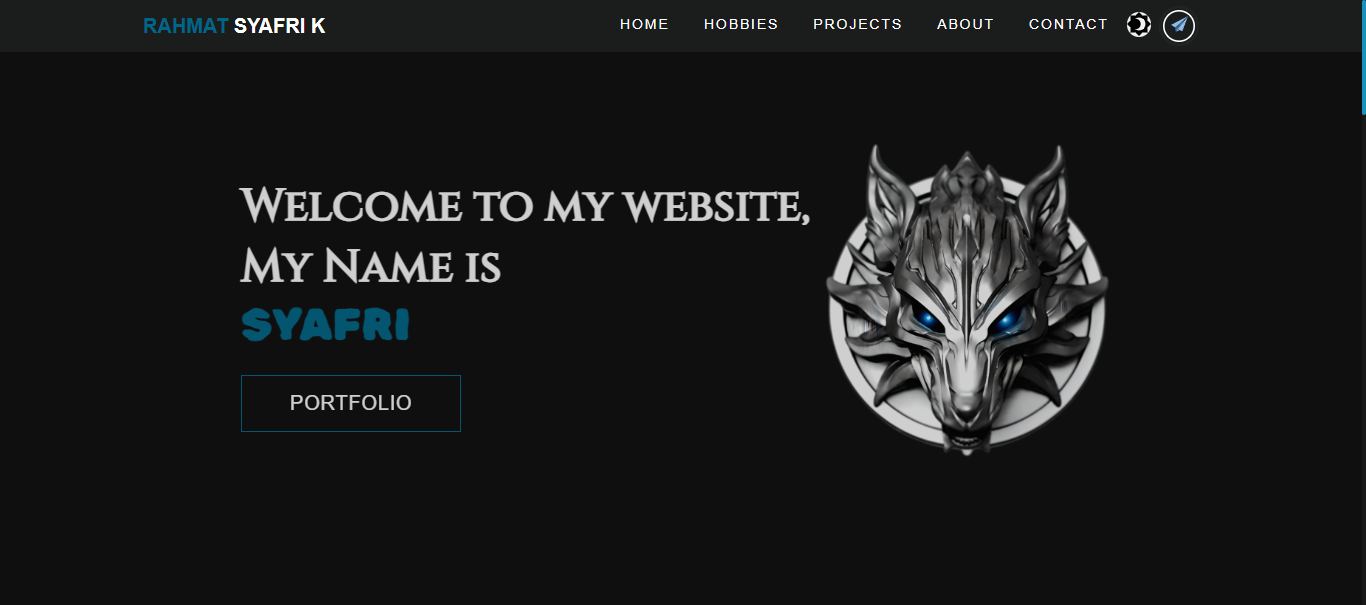 RAHMAT SYAFRI K
HOME HOBBIES PROJECTS ABOUT CONTACT
Welcome to my website,
My Name is
SYAFRI
PORTFOLIO